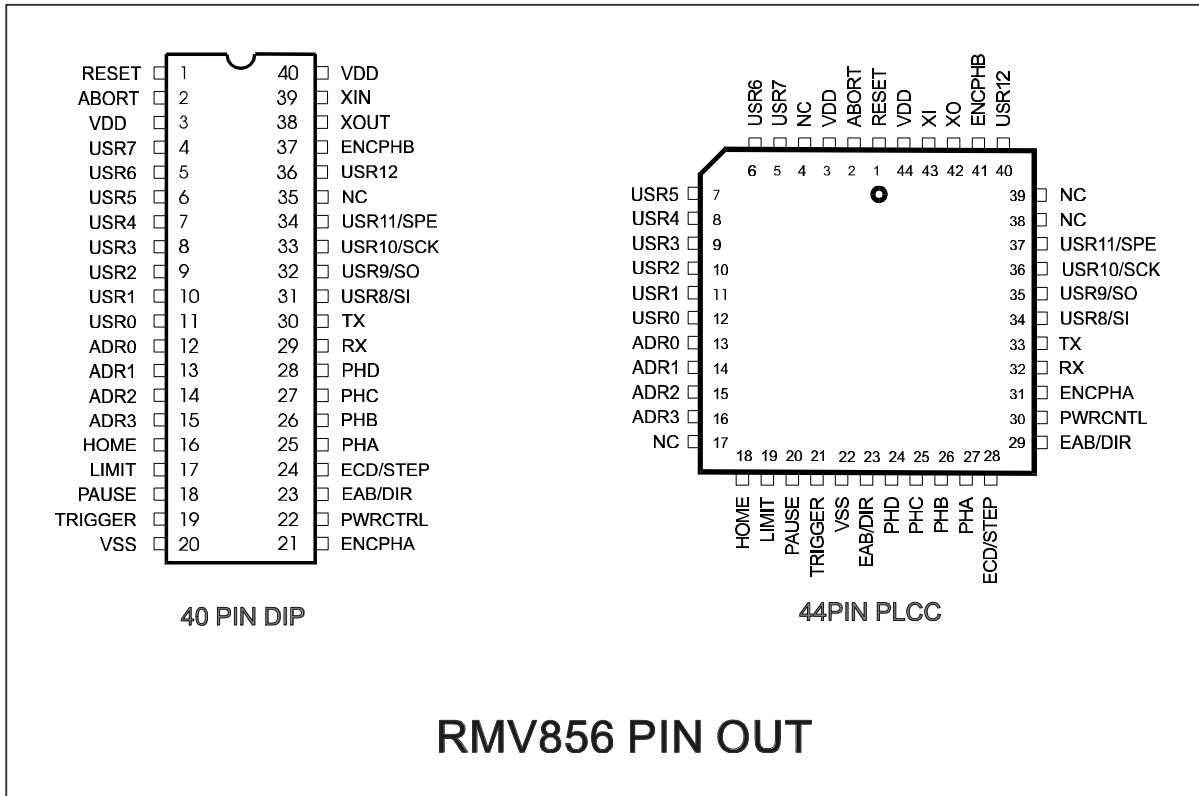 RESET 1 40 VDD
ABORT 2 39 XIN
VDD 3 38 XOUT
USR7 4 37 ENCPHB
USR6 5 36 USR12
USR5 6 35 NC
USR4 7 34 USR11/SPE
USR3 8 33 USR10/SCK
USR2 9 32 USR9/SO
USR1 10 31 USR8/SI
USR0 11 30 TX
ADR0 12 29 RX
ADR1 13 28 PHD
ADR2 14 27 PHC
ADR3 15 26 PHB
HOME 16 25 PHA
LIMIT 17 24 ECD/STEP
PAUSE 18 23 EAB/DIR
TRIGGER 19 22 PWRCTRL
VSS 20 21 ENCPHA
40 PIN DIP
USR6 USR7 NC VDD ABORT RESET VDD XI XO ENCPHB USR12
6 5 4 3 2 1 44 43 42 41 40
USR5 7 39 NC
USR4 8 38 NC
USR3 9 37 USR11/SPE
USR2 10 36 USR10/SCK
USR1 11 35 USR9/SO
USR0 12 34 USR8/SI
ADR0 13 33 TX
ADR1 14 32 RX
ADR2 15 31 ENCPHA
ADR3 16 30 PWRCNTL
NC 17 29 EAB/DIR
18 19 20 21 22 23 24 25 26 27 28
HOME LIMIT PAUSE TRIGGER VSS EAB/DIR PHD PHC PHB PHA ECD/STEP
44PIN PLCC
RMV856 PIN OUT